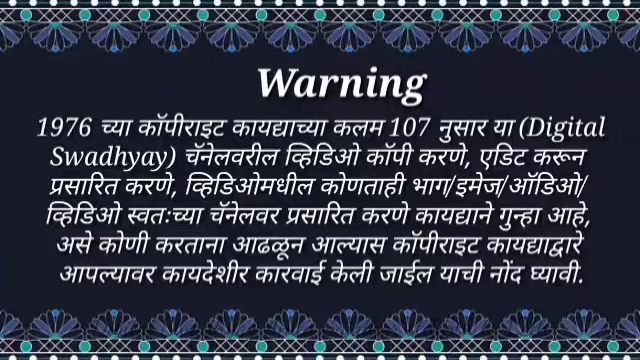 Warning
1976 च्या कॉपीराइट कायद्याच्या कलम 107 नुसार या (Digital
Swadhyay) चॅनेलवरील व्हिडिओ कॉपी करणे, एडिट करून
प्रसारित करणे, व्हिडिओमधील कोणताही भाग/इमेज/ऑडिओ/
व्हिडिओ स्वतःच्या चॅनेलवर प्रसारित करणे कायद्याने गुन्हा आहे,
असे कोणी करताना आढळून आल्यास कॉपीराइट कायद्याद्वारे
आपल्यावर कायदेशीर कारवाई केली जाईल याची नोंद घ्यावी.